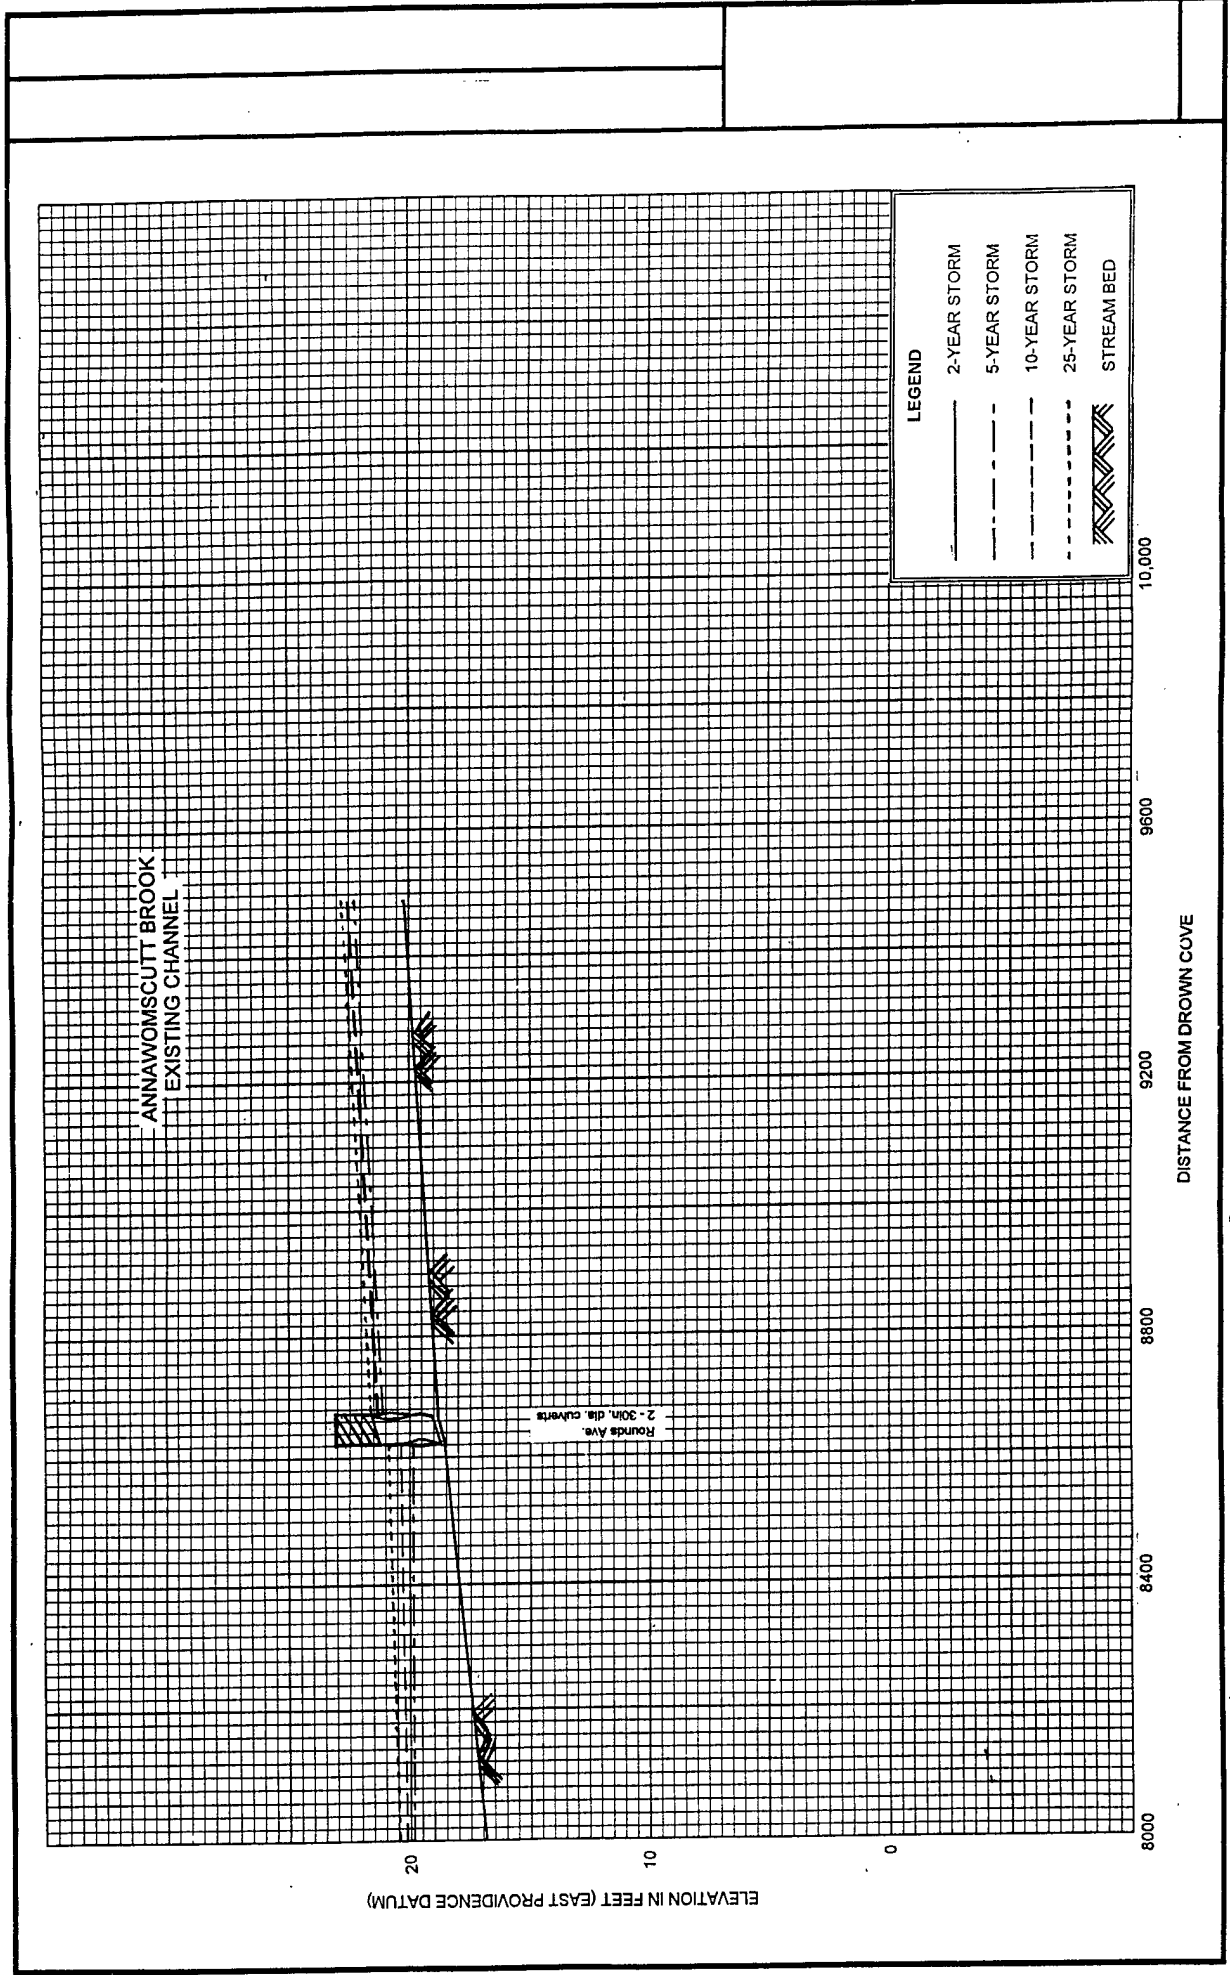 ANNAWOMSCUTT BROOK
EXISTING CHANNEL
ELEVATION IN FEET (EAST PROVIDENCE DATUM)
20
10
0
Rounds Ave.
2 - 30in. dia. culverts
LEGEND
2-YEAR STORM
5-YEAR STORM
10-YEAR STORM
25-YEAR STORM
STREAM BED
8000
8400
8800
9200
9600
10,000
DISTANCE FROM DROWN COVE